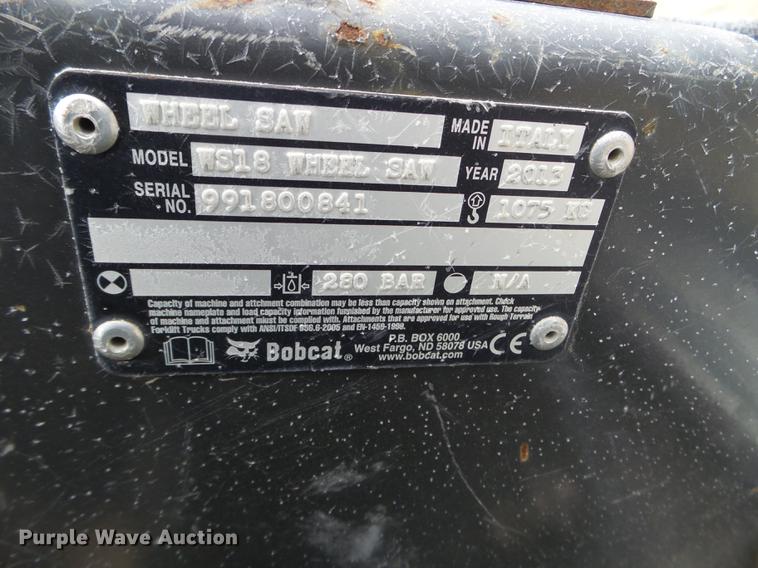 WHEEL SAW MADE IN ITALY
MODEL WS18 WHEEL SAW YEAR 2013
SERIAL NO. 991800841 1075 KG
280 BAR N/A
Capacity of machine and attchment combination may be less than capacity shown on attachment. Check
machine nameplate and load capacity information furnished by the manufacturer for approved use. The capacity
of machine and attachment must be complied with. Attachments that are approved for use with Rough Terrain
Forklift Trucks comply with ANSI/ITSDF B56.6-2005 and EN-1459-1998.
Bobcat®
P.B. BOX 6000
West Fargo, ND 58078 USA
www.bobcat.com
CE
Purple Wave Auction